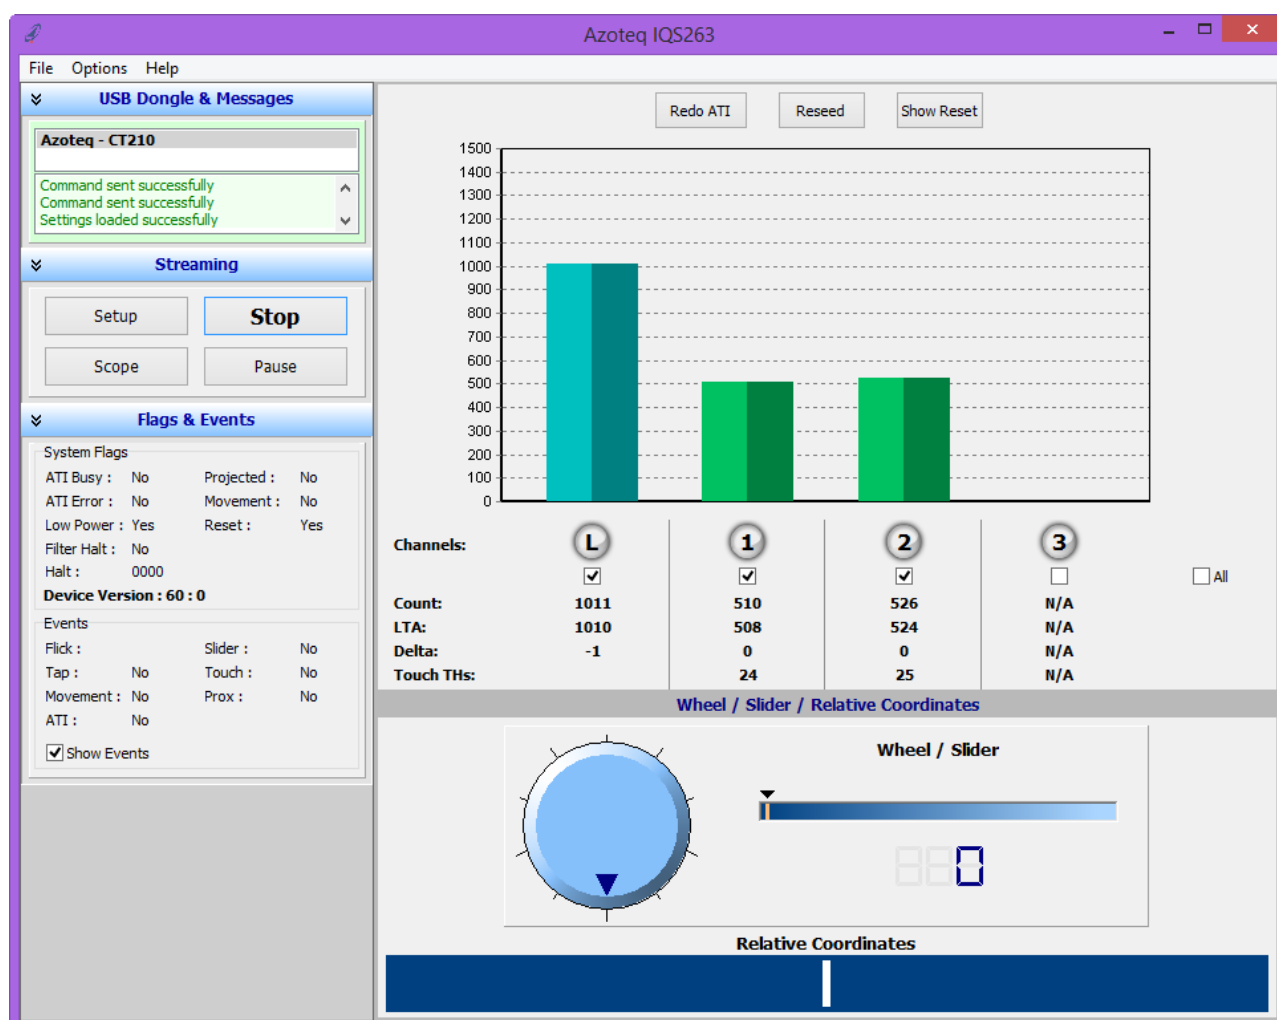 Azoteq IQS263
File Options Help
USB Dongle & Messages
Azoteq - CT210
Command sent successfully
Command sent successfully
Settings loaded successfully
Streaming
Setup Stop
Scope Pause
Flags & Events
System Flags
ATI Busy : No Projected : No
ATI Error : No Movement : No
Low Power : Yes Reset : Yes
Filter Halt : No
Halt : 0000
Device Version : 60 : 0
Events
Flick : Slider : No
Tap : No Touch : No
Movement : No Prox : No
ATI : No
Show Events
Redo ATI Reseed Show Reset
1500
1400
1300
1200
1100
1000
900
800
700
600
500
400
300
200
100
0
Channels: L 1 2 3
All
Count: 1011 510 526 N/A
LTA: 1010 508 524 N/A
Delta: -1 0 0 N/A
Touch THs: 24 25 N/A
Wheel / Slider / Relative Coordinates
Wheel / Slider
0
Relative Coordinates